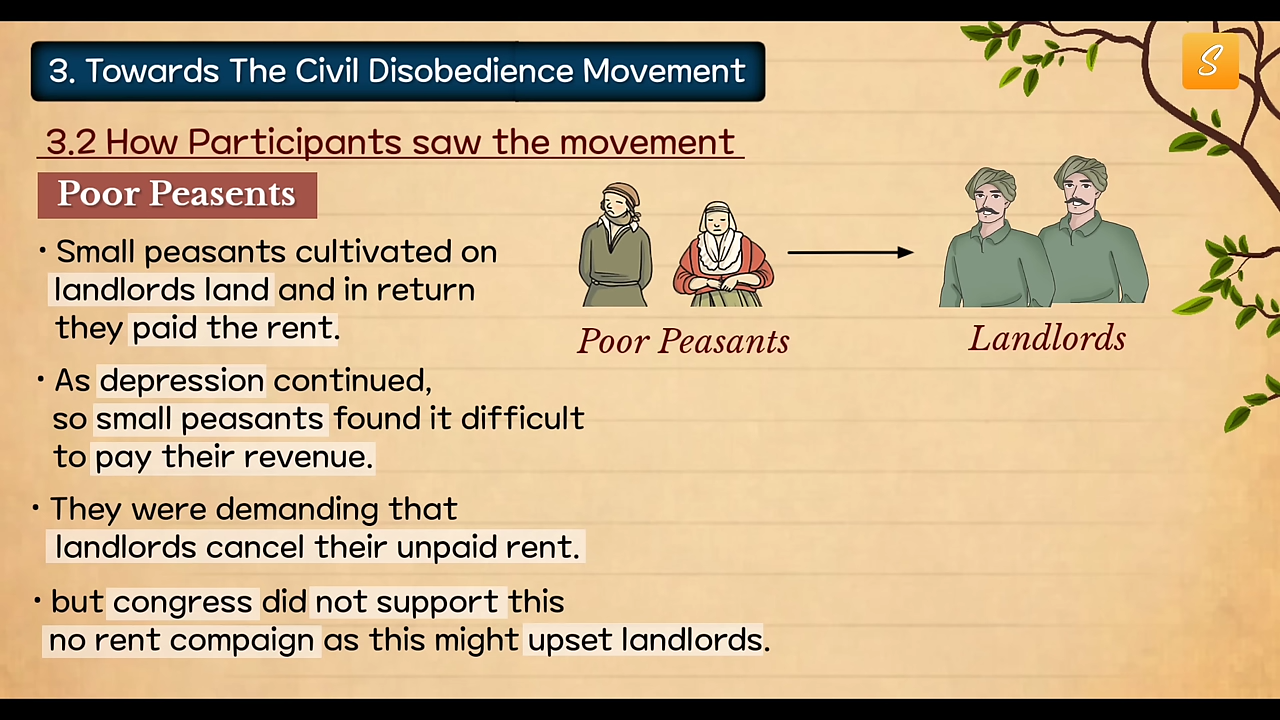 3. Towards The Civil Disobedience Movement
S
3.2 How Participants saw the movement
Poor Peasents
• Small peasants cultivated on
landlords land and in return
they paid the rent.
Poor Peasants
Landlords
• As depression continued,
so small peasants found it difficult
to pay their revenue.
• They were demanding that
landlords cancel their unpaid rent.
• but congress did not support this
no rent compaign as this might upset landlords.